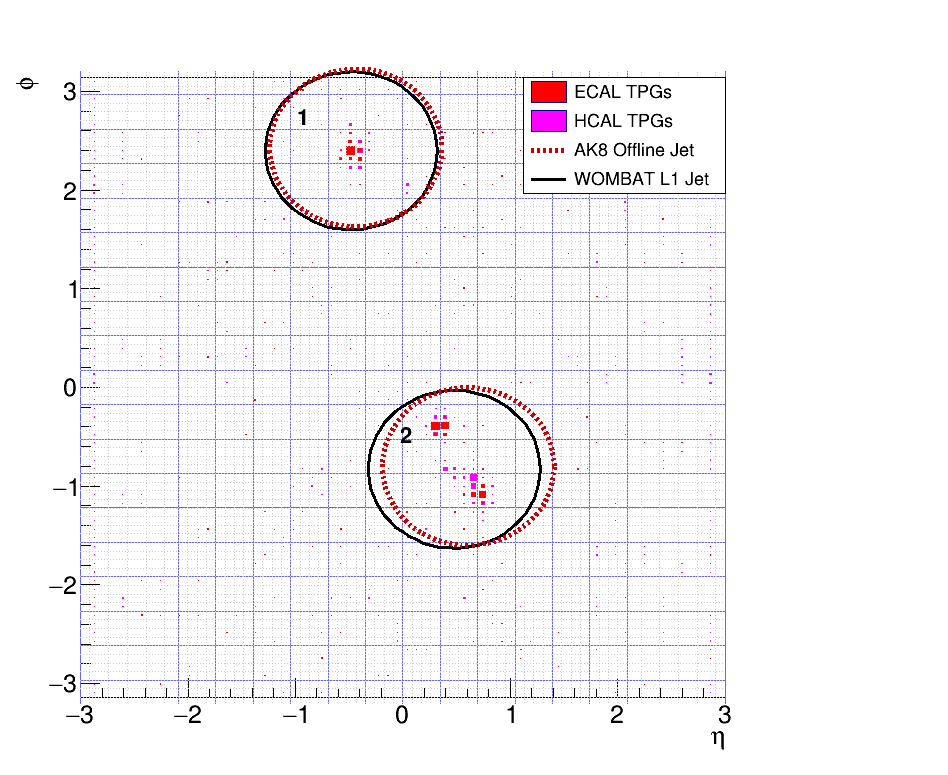 ϕ
3
2
1
0
−1
−2
−3
1
2
ECAL TPGs
HCAL TPGs
AK8 Offline Jet
WOMBAT L1 Jet
−3 −2 −1 0 1 2 3
η